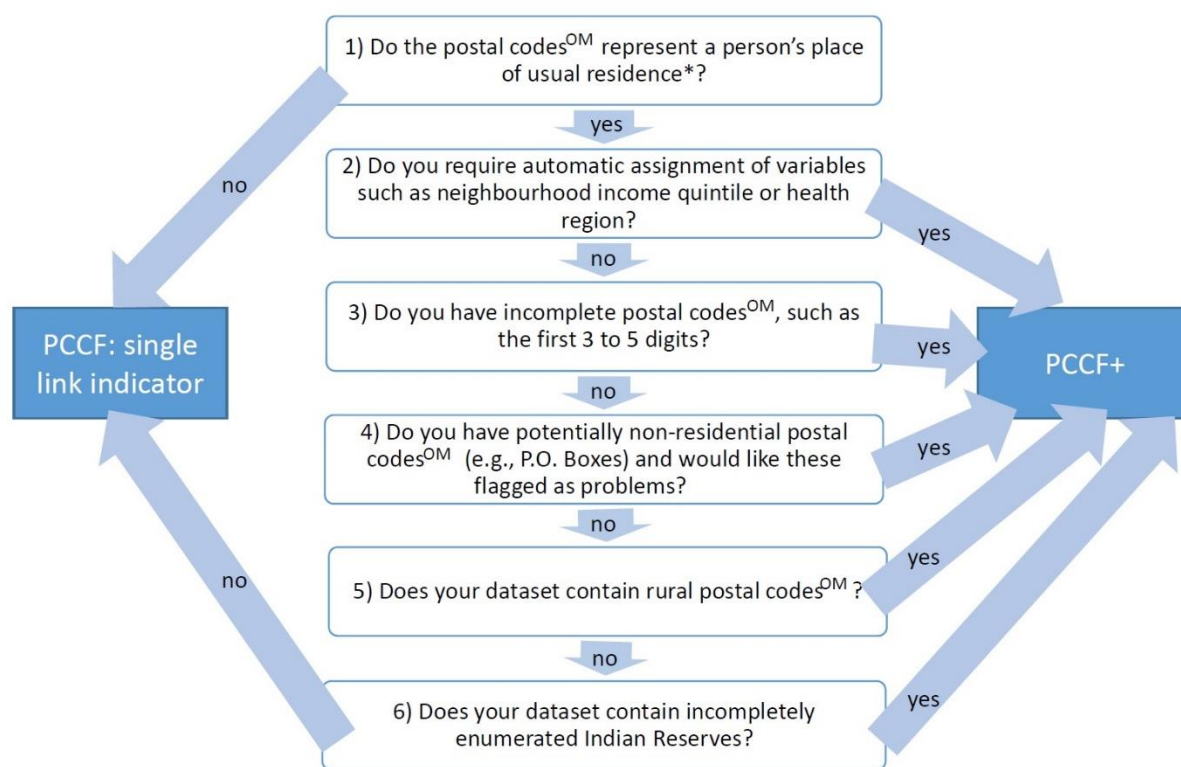 1) Do the postal codesOM represent a person's place
of usual residence*?
yes
2) Do you require automatic assignment of variables
such as neighbourhood income quintile or health
region?
no
yes
no
3) Do you have incomplete postal codesOM, such as
the first 3 to 5 digits?
PCCF: single
link indicator
yes
PCCF+
no
4) Do you have potentially non-residential postal
codesOM (e.g., P.O. Boxes) and would like these
flagged as problems?
yes
no
5) Does your dataset contain rural postal codesOM ?
yes
no
no
6) Does your dataset contain incompletely
enumerated Indian Reserves?
yes